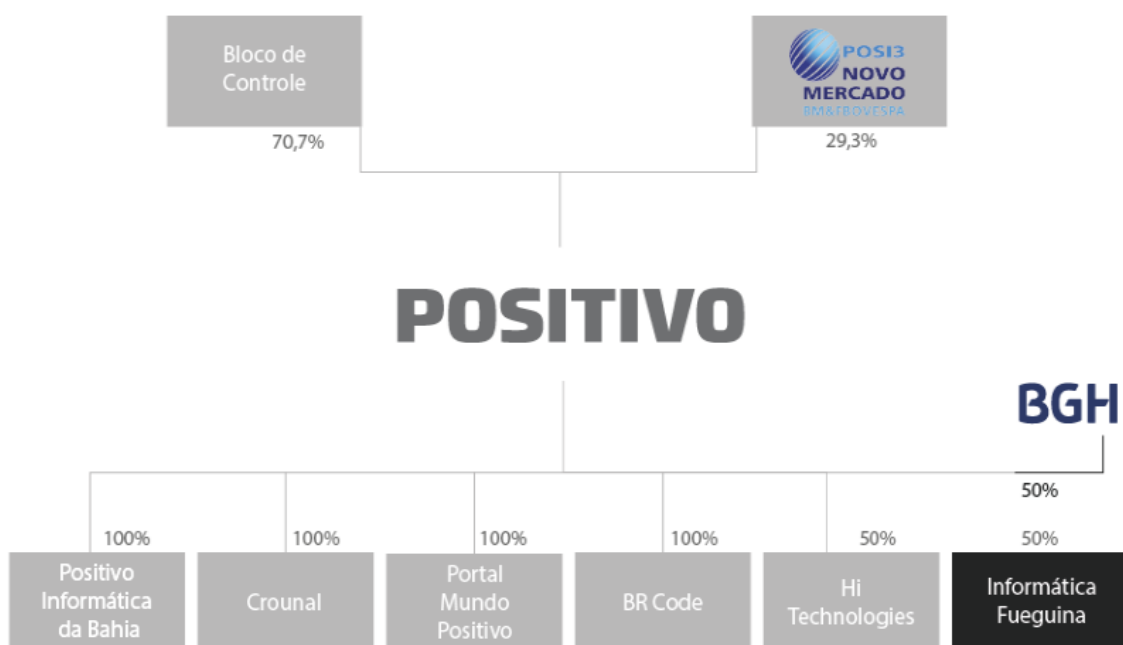 Bloco de
Controle
POSI3
NOVO
MERCADO
BM&FBOVESPA
70,7%
29,3%
POSITIVO
BGH
50%
100%
100%
100%
100%
50%
50%
Positivo
Informática
da Bahia
Crounal
Portal
Mundo
Positivo
BR Code
Hi
Technologies
Informática
Fueguina